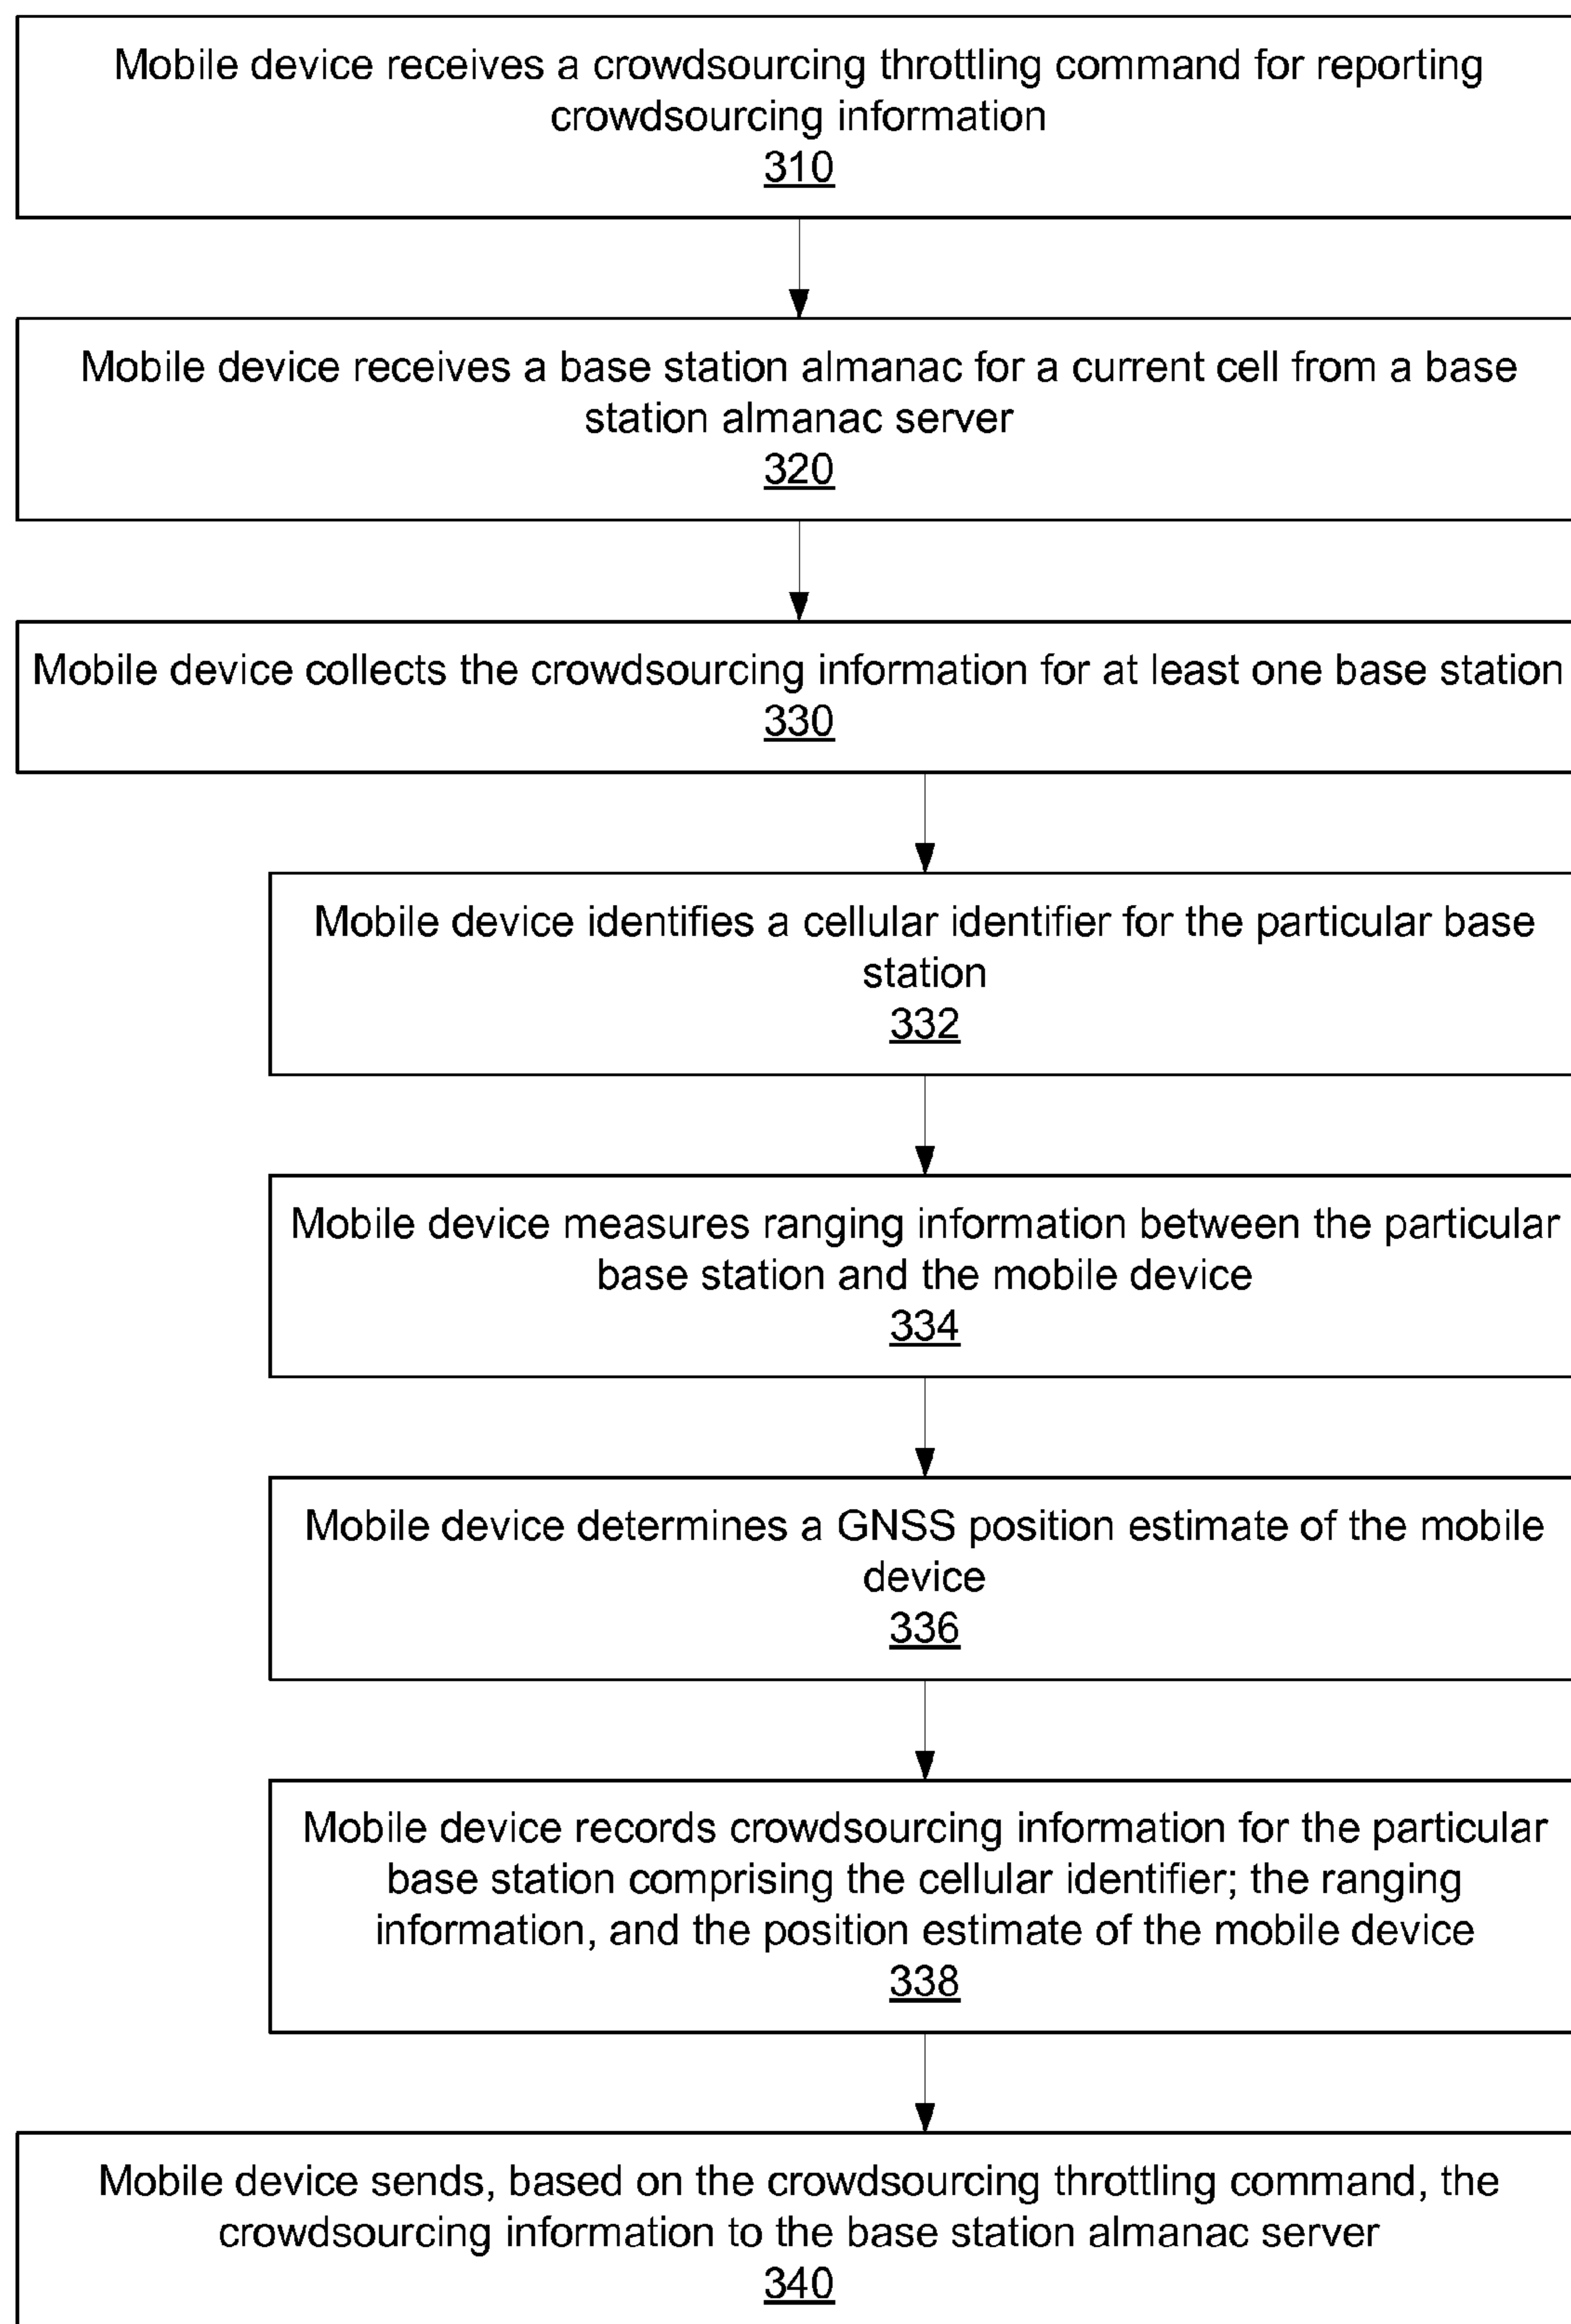 Mobile device receives a crowdsourcing throttling command for reporting
crowdsourcing information
310
Mobile device receives a base station almanac for a current cell from a base
station almanac server
320
Mobile device collects the crowdsourcing information for at least one base station
330
Mobile device identifies a cellular identifier for the particular base
station
332
Mobile device measures ranging information between the particular
base station and the mobile device
334
Mobile device determines a GNSS position estimate of the mobile
device
336
Mobile device records crowdsourcing information for the particular
base station comprising the cellular identifier; the ranging
information, and the position estimate of the mobile device
338
Mobile device sends, based on the crowdsourcing throttling command, the
crowdsourcing information to the base station almanac server
340